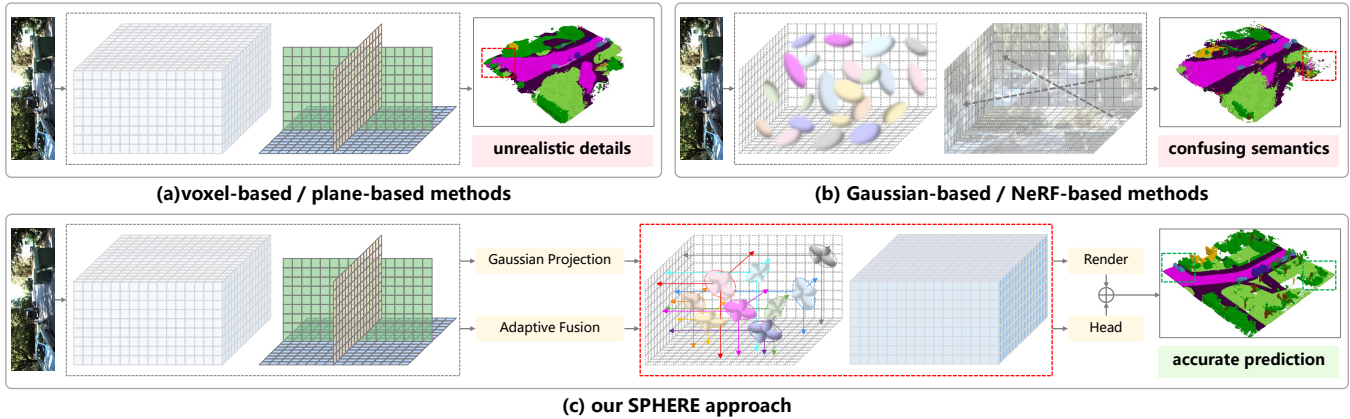 unrealistic details
confusing semantics
(a)voxel-based / plane-based methods
(b) Gaussian-based / NeRF-based methods
Gaussian Projection
Render
Adaptive Fusion
Head
accurate prediction
(c) our SPHERE approach